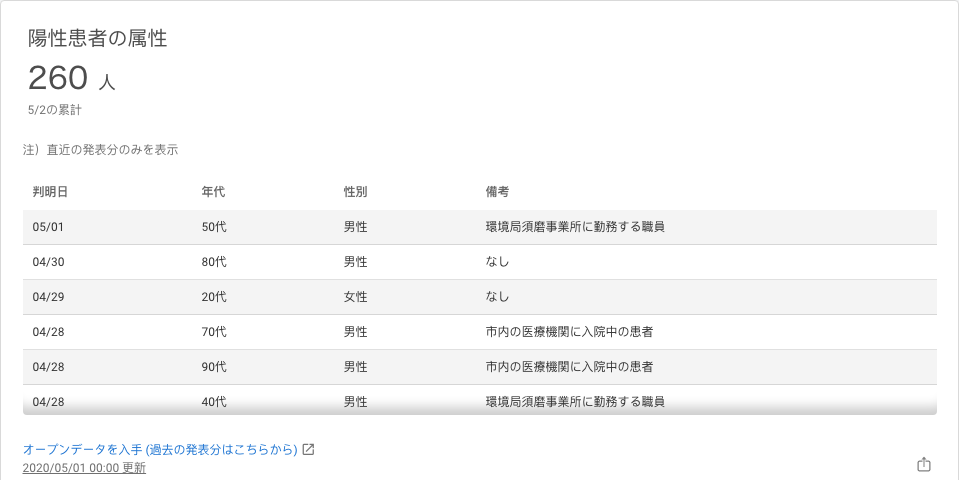 陽性患者の属性
260 人
5/2の累計
注）直近の発表分のみを表示
判明日 年代 性別 備考
05/01 50代 男性 環境局須磨事業所に勤務する職員
04/30 80代 男性 なし
04/29 20代 女性 なし
04/28 70代 男性 市内の医療機関に入院中の患者
04/28 90代 男性 市内の医療機関に入院中の患者
04/28 40代 男性 環境局須磨事業所に勤務する職員
オープンデータを入手 (過去の発表分はこちらから)
2020/05/01 00:00 更新